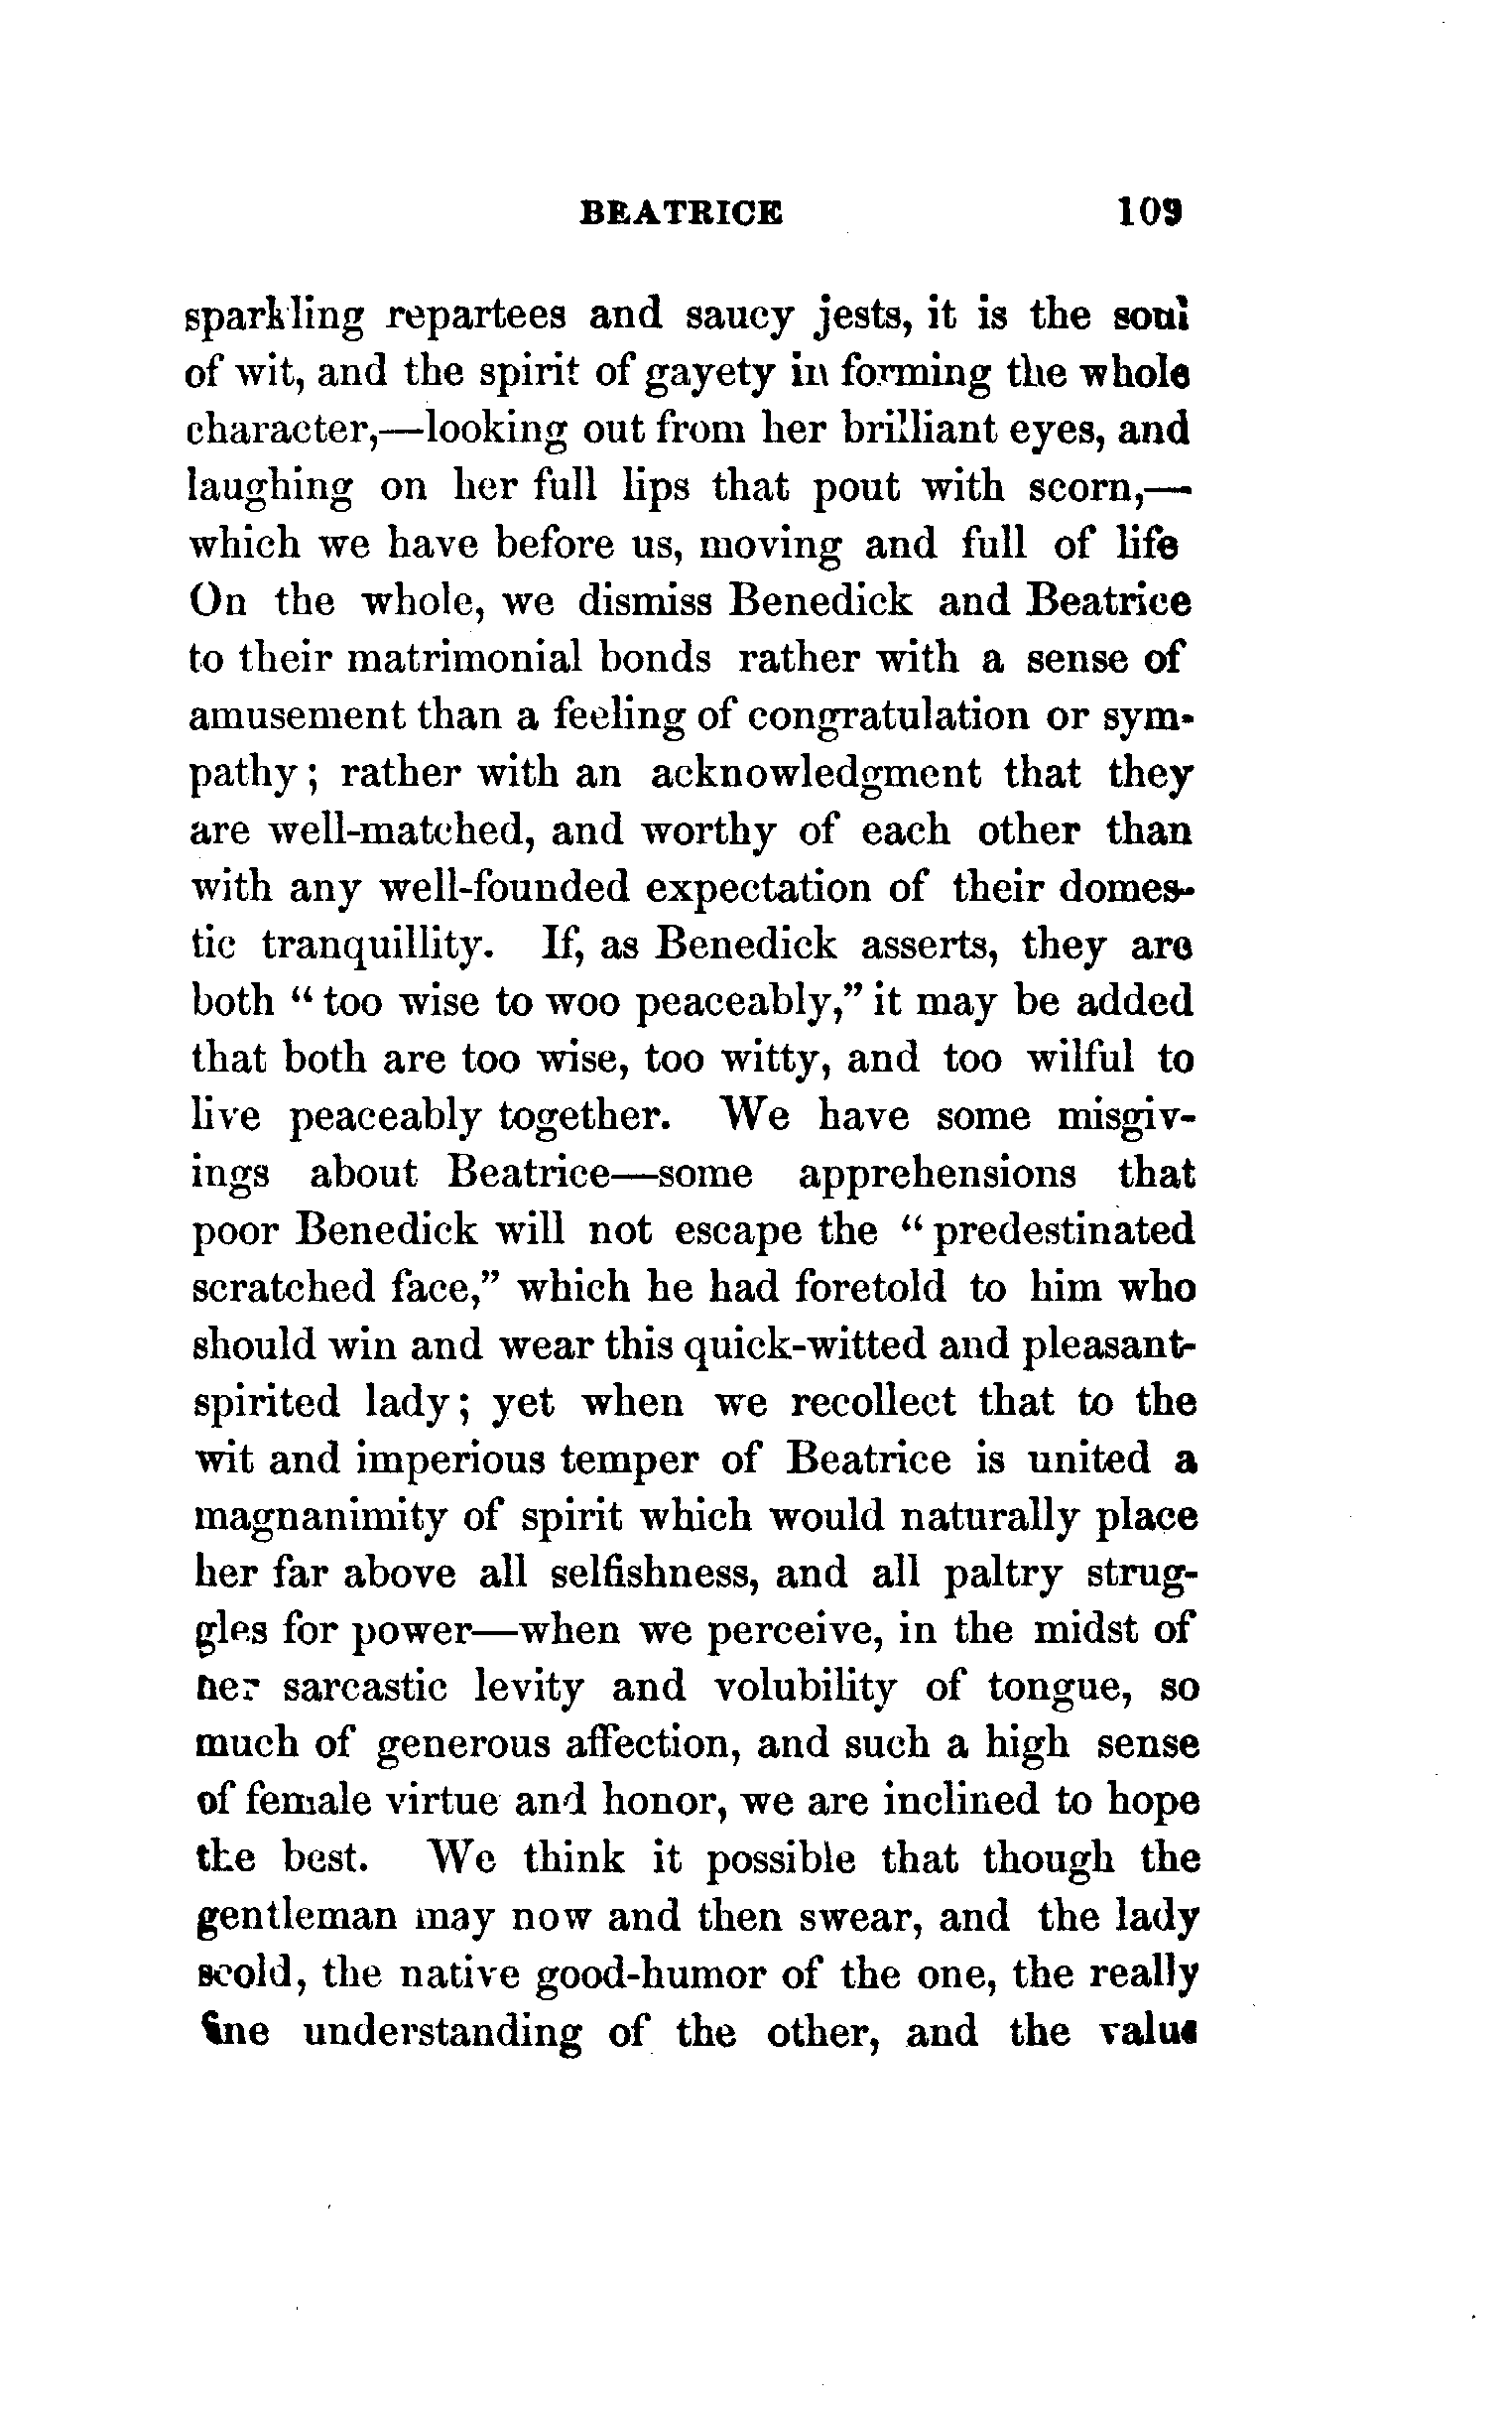 BEATRICE 109
sparkling repartees and saucy jests, it is the soul
of wit, and the spirit of gayety in forming the whole
character,—looking out from her brilliant eyes, and
laughing on her full lips that pout with scorn,—
which we have before us, moving and full of life
On the whole, we dismiss Benedick and Beatrice
to their matrimonial bonds rather with a sense of
amusement than a feeling of congratulation or sym-
pathy; rather with an acknowledgment that they
are well-matched, and worthy of each other than
with any well-founded expectation of their domes-
tic tranquillity. If, as Benedick asserts, they are
both "too wise to woo peaceably," it may be added
that both are too wise, too witty, and too wilful to
live peaceably together. We have some misgiv-
ings about Beatrice—some apprehensions that
poor Benedick will not escape the "predestinated
scratched face," which he had foretold to him who
should win and wear this quick-witted and pleasant-
spirited lady; yet when we recollect that to the
wit and imperious temper of Beatrice is united a
magnanimity of spirit which would naturally place
her far above all selfishness, and all paltry strug-
gles for power—when we perceive, in the midst of
her sarcastic levity and volubility of tongue, so
much of generous affection, and such a high sense
of female virtue and honor, we are inclined to hope
the best. We think it possible that though the
gentleman may now and then swear, and the lady
scold, the native good-humor of the one, the really
fine understanding of the other, and the value